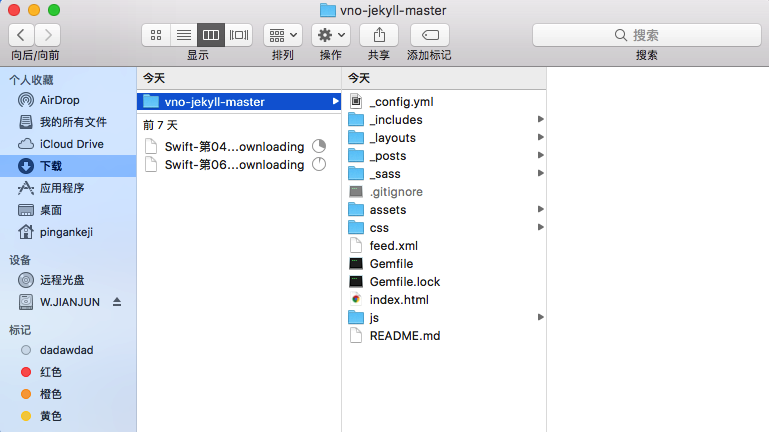 vno-jekyll-master
向后/向前
显示
排列
操作
共享
添加标记
搜索
搜索
个人收藏
AirDrop
我的所有文件
iCloud Drive
下载
应用程序
桌面
pingankeji
设备
远程光盘
W.JIANJUN
标记
dadawdad
红色
橙色
黄色
今天
vno-jekyll-master
前 7 天
Swift-第04...ownloading
Swift-第06...ownloading
今天
_config.yml
_includes
_layouts
_posts
_sass
.gitignore
assets
css
feed.xml
Gemfile
Gemfile.lock
index.html
js
README.md